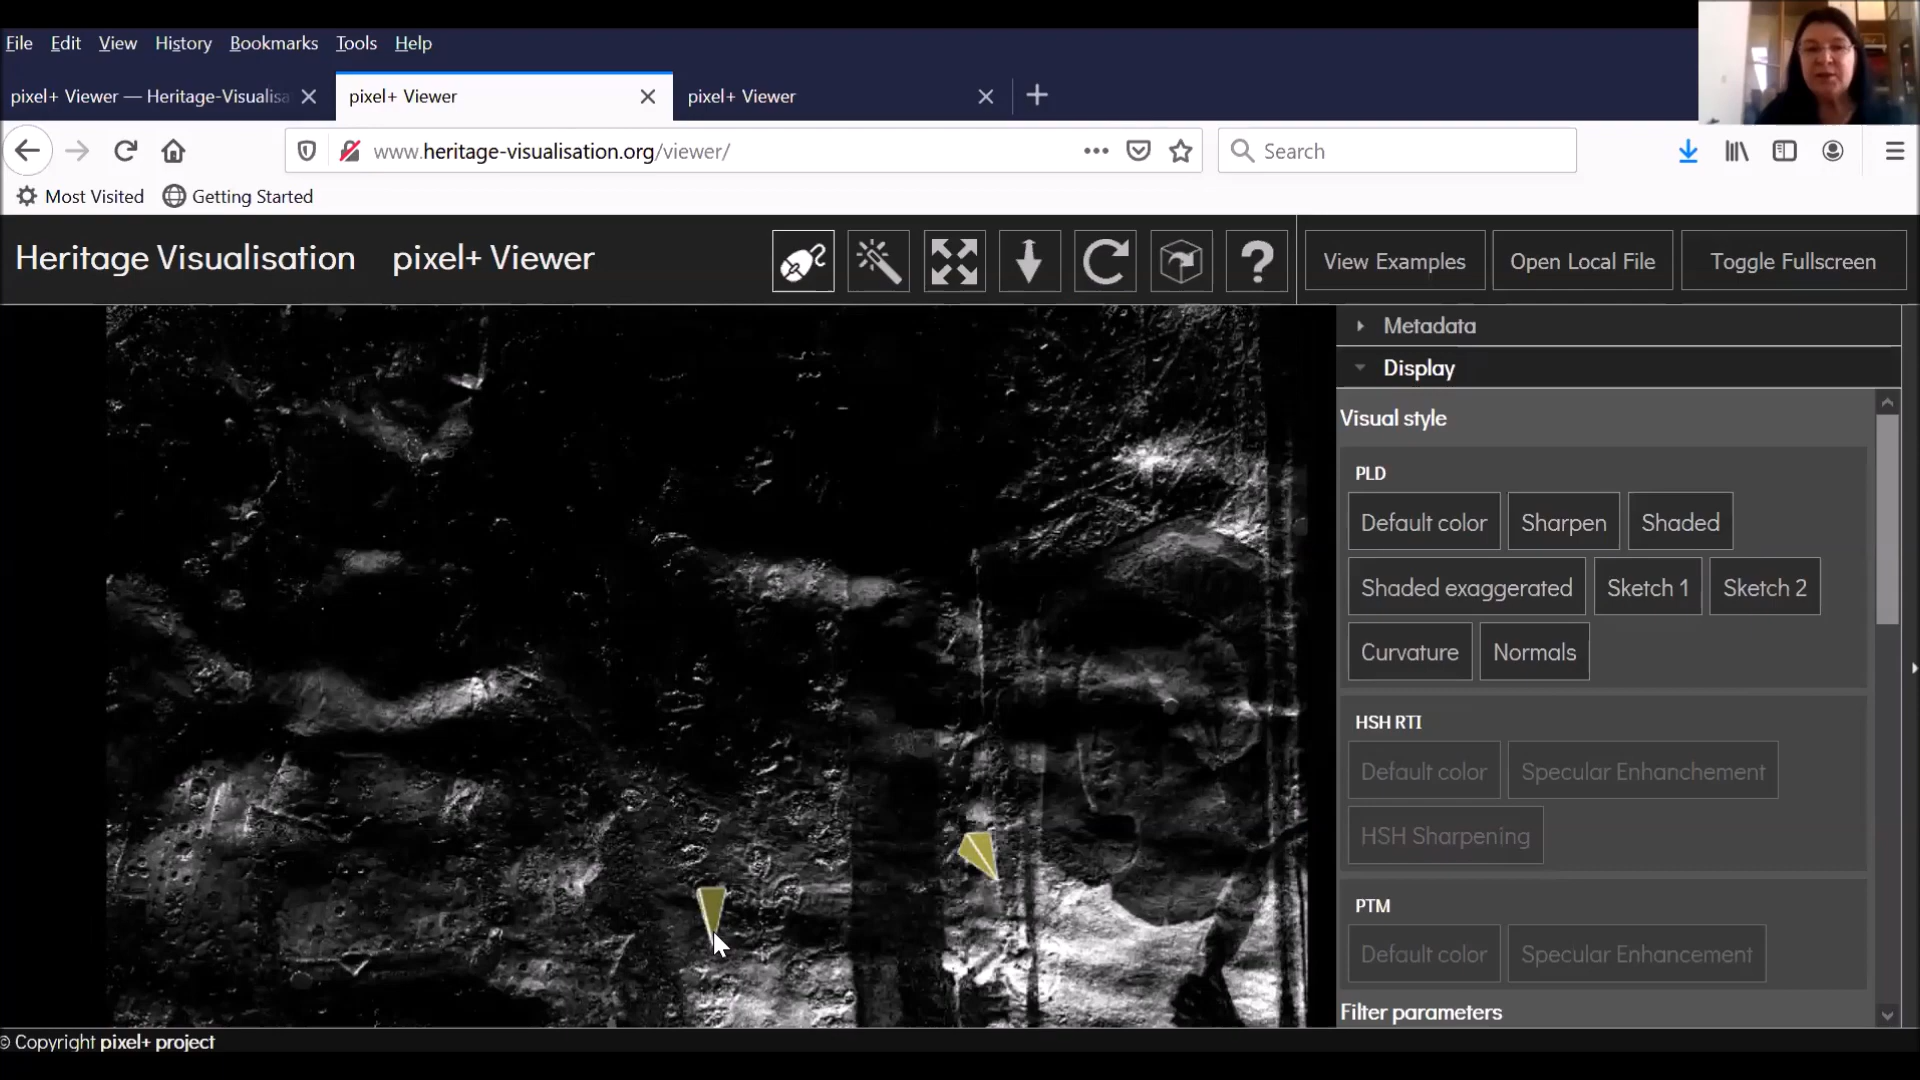 File Edit View History Bookmarks Tools Help
pixel+ Viewer — Heritage-Visualisa
pixel+ Viewer
pixel+ Viewer
www.heritage-visualisation.org/viewer/
Search
Most Visited
Getting Started
Heritage Visualisation pixel+ Viewer
?
View Examples
Open Local File
Toggle Fullscreen
Metadata
Display
Visual style
PLD
Default color Sharpen Shaded
Shaded exaggerated Sketch 1 Sketch 2
Curvature Normals
HSH RTI
Default color Specular Enhanchement
HSH Sharpening
PTM
Default color Specular Enhancement
Filter parameters
© Copyright pixel+ project